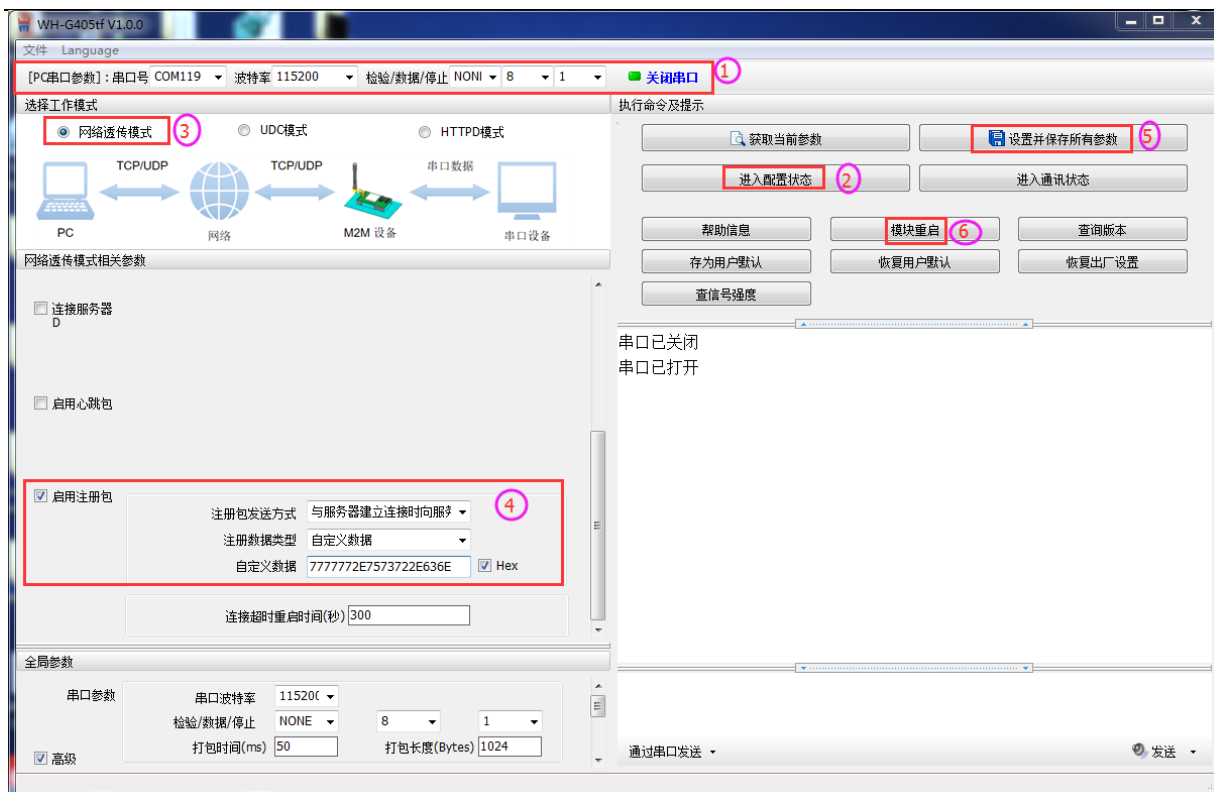 WH-G405tf V1.0.0
文件 Language
[PC串口参数]:串口号 COM119 波特率 115200 检验/数据/停止 NONI 8 1 关闭串口 1
选择工作模式
网络透传模式 3 UDC模式 HTTPD模式
TCP/UDP TCP/UDP 串口数据
PC 网络 M2M 设备 串口设备
网络透传模式相关参数
连接服务器
D
启用心跳包
启用注册包
注册包发送方式 与服务器建立连接时向服务 4
注册数据类型 自定义数据
自定义数据 7777772E7573722E636E Hex
连接超时重启时间(秒) 300
全局参数
串口参数 串口波特率 115200
检验/数据/停止 NONE 8 1
打包时间(ms) 50 打包长度(Bytes) 1024
高级
执行命令及提示
获取当前参数 设置并保存所有参数 5
进入配置状态 2 进入通讯状态
帮助信息 模块重启 6 查询版本
存为用户默认 恢复用户默认 恢复出厂设置
查信号强度
串口已关闭
串口已打开
通过串口发送 发送